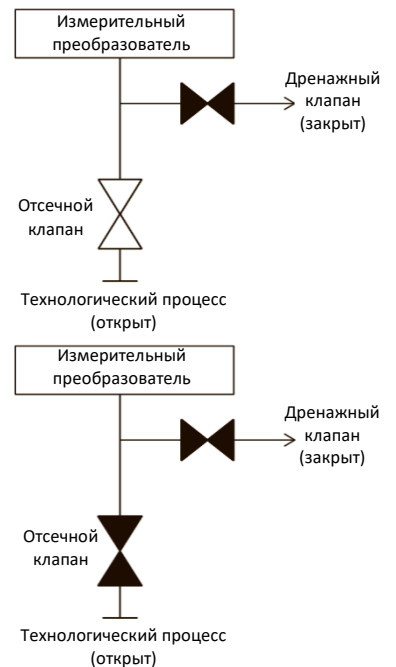 Измерительный
преобразователь
Дренажный
клапан
(закрыт)
Отсечной
клапан
Технологический процесс
(открыт)
Измерительный
преобразователь
Дренажный
клапан
(закрыт)
Отсечной
клапан
Технологический процесс
(открыт)